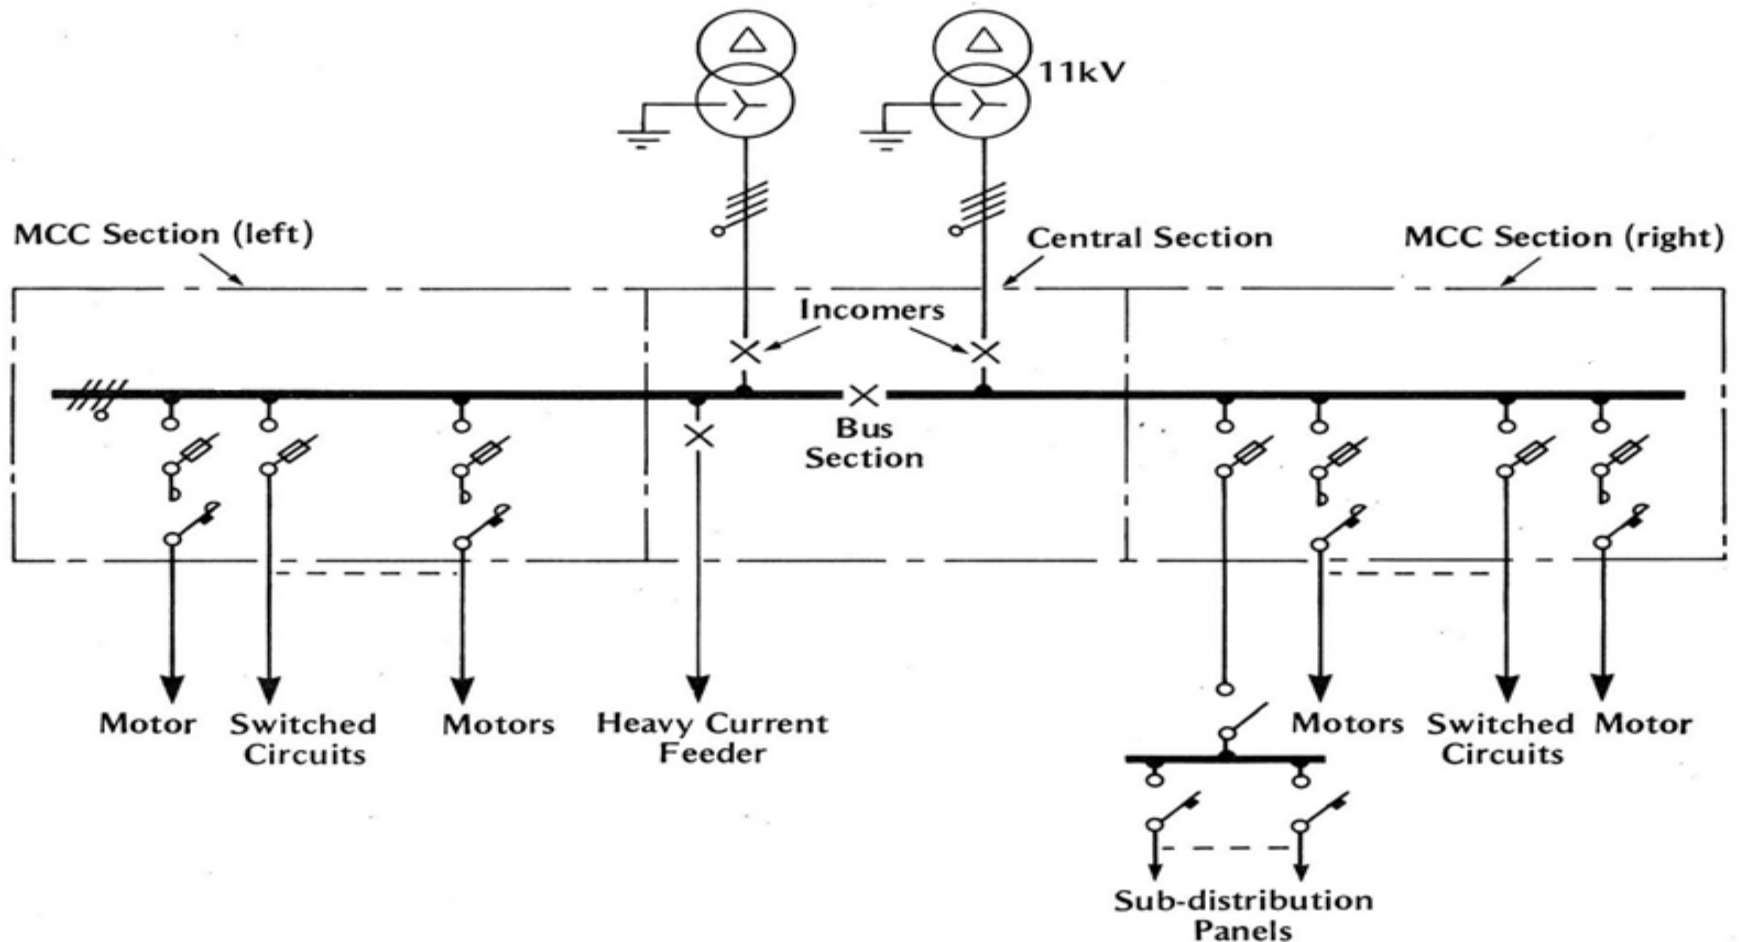 11kV
MCC Section (left)
Central Section
MCC Section (right)
Incomers
Bus
Section
Motor
Switched
Circuits
Motors
Heavy Current
Feeder
Motors
Switched
Circuits
Motor
Sub-distribution
Panels